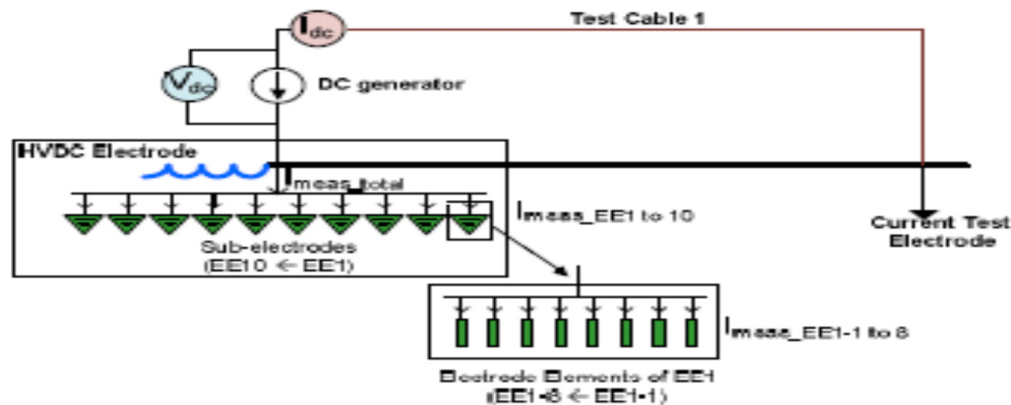 Test Cable 1
Idc
Vdc
DC generator
HVDC Electrode
Imeas_total
Imeas_EE1 to 10
Sub-electrodes
(EE10 ← EE1)
Current Test
Electrode
Imeas_EE1-1 to 8
Electrode Elements of EE1
(EE1-8 ← EE1-1)